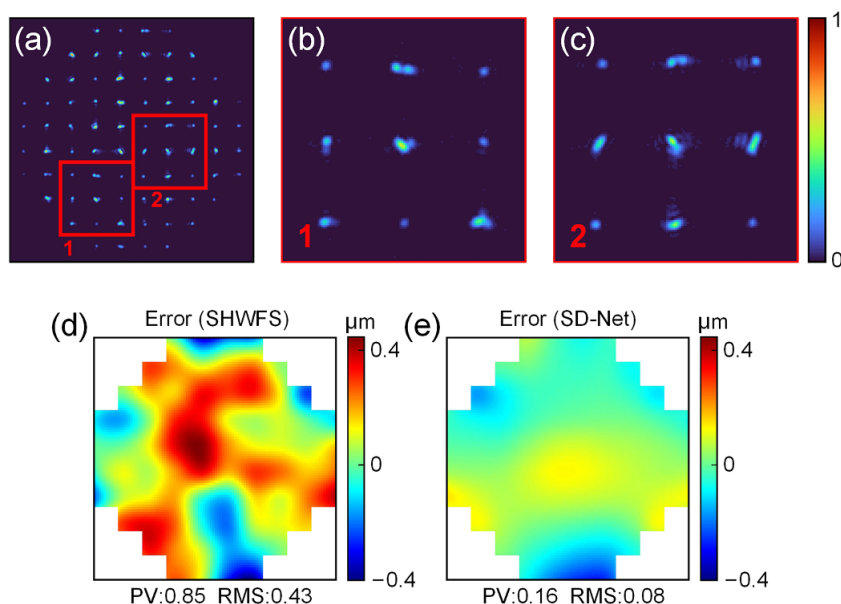 (a)
(b)
(c)
1
0
1
2
1
2
(d)
Error (SHWFS)
μm
(e)
Error (SD-Net)
μm
0.4
0
−0.4
0.4
0
−0.4
PV:0.85 RMS:0.43
PV:0.16 RMS:0.08